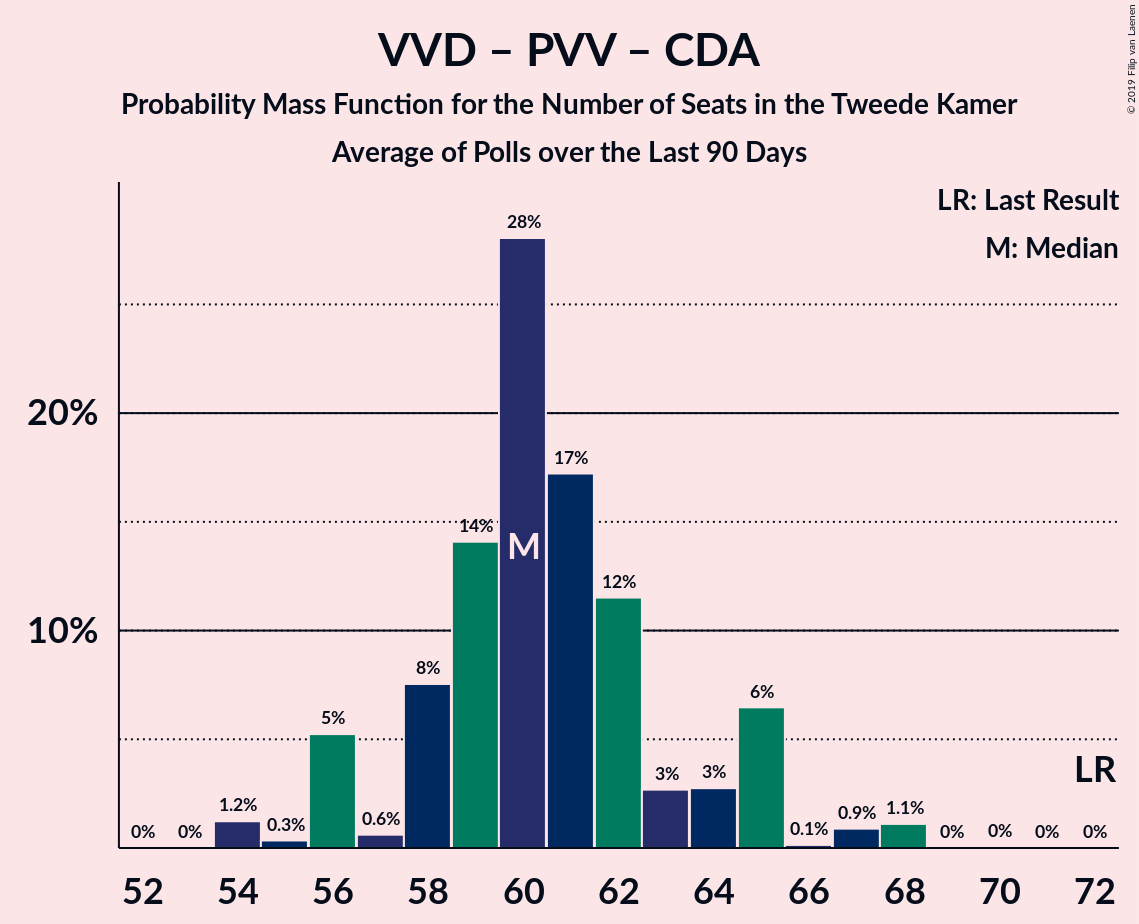 VVD – PVV – CDA
Probability Mass Function for the Number of Seats in the Tweede Kamer
Average of Polls over the Last 90 Days
© 2019 Filip van Laenen
LR: Last Result
M: Median
20%
10%
0%
0%
1.2%
0.3%
5%
0.6%
8%
14%
28%
M
17%
12%
3%
3%
6%
0.1%
0.9%
1.1%
0%
0%
0%
0%
LR
52 54 56 58 60 62 64 66 68 70 72